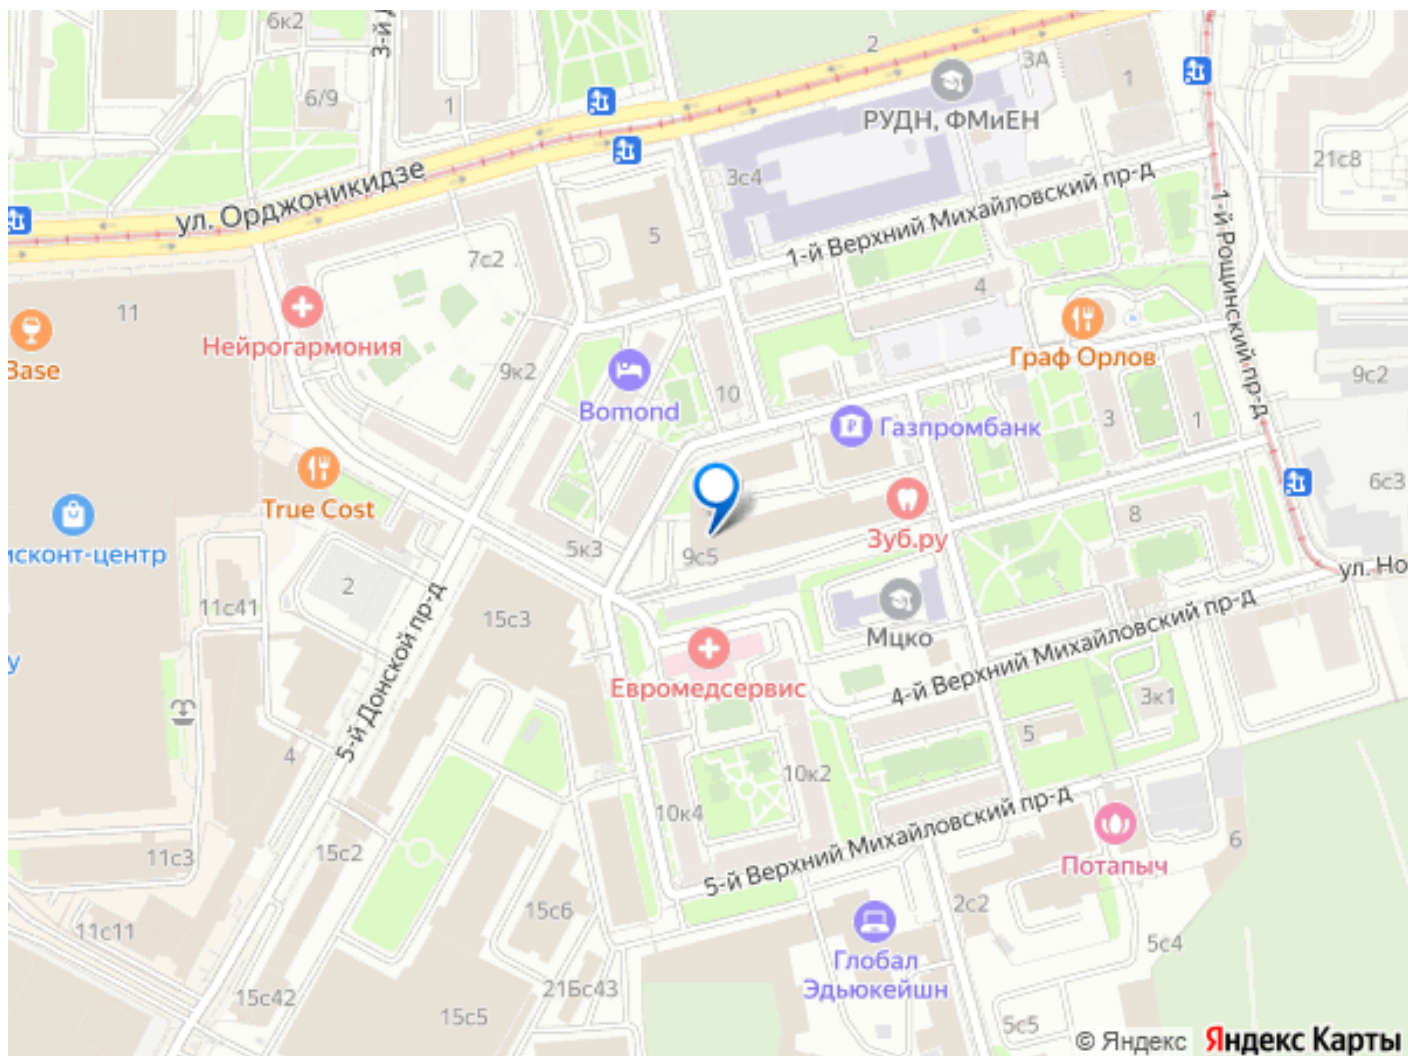 6к2
3-й Д
6/9
1
2
3А
1
РУДН, ФМиЕН
21с8
3с4
ул. Орджоникидзе
1-й Верхний Михайловский пр-д
1-й Рощинский пр-д
5
7с2
4
11
Base
Нейрогармония
9к2
Граф Орлов
9с2
10
Bomond
3
1
Газпромбанк
6с3
True Cost
8
исконт-центр
5к3
9с5
Зуб.ру
ул. Но
2
11с41
15с3
Мцко
4-й Верхний Михайловский пр-д
у
5-й Донской пр-д
Евромедсервис
3к1
5
4
10к2
10к4
5-й Верхний Михайловский пр-д
6
15с2
11с3
Потапыч
15с6
2с2
11с11
5с4
Глобал
Эдьюкейшн
21Бс43
15с42
15с5
5с5
© Яндекс Яндекс Карты